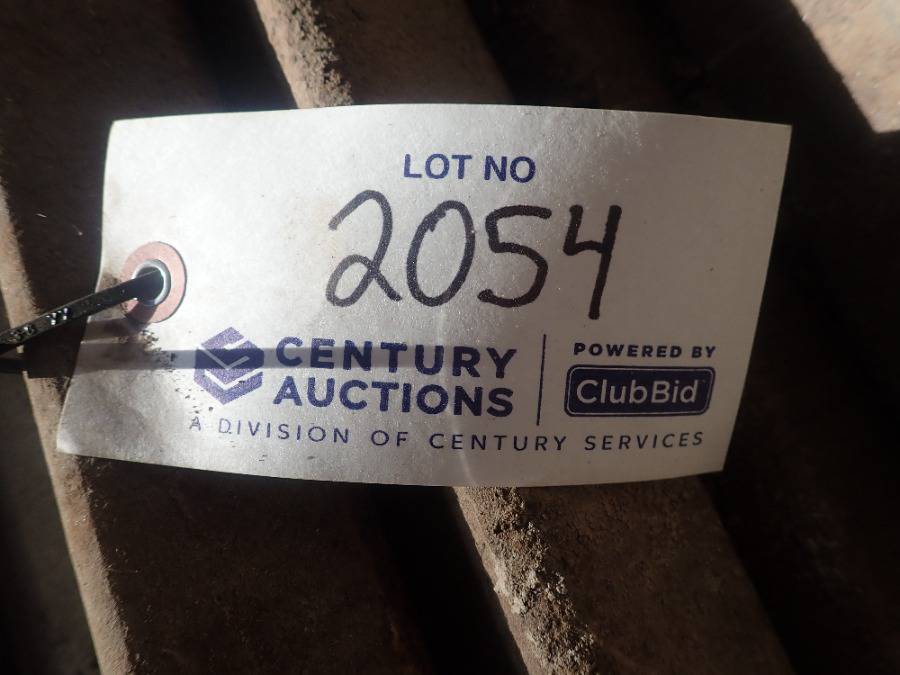 LOT NO
2054
CENTURY
AUCTIONS
A DIVISION OF CENTURY SERVICES
POWERED BY
ClubBid